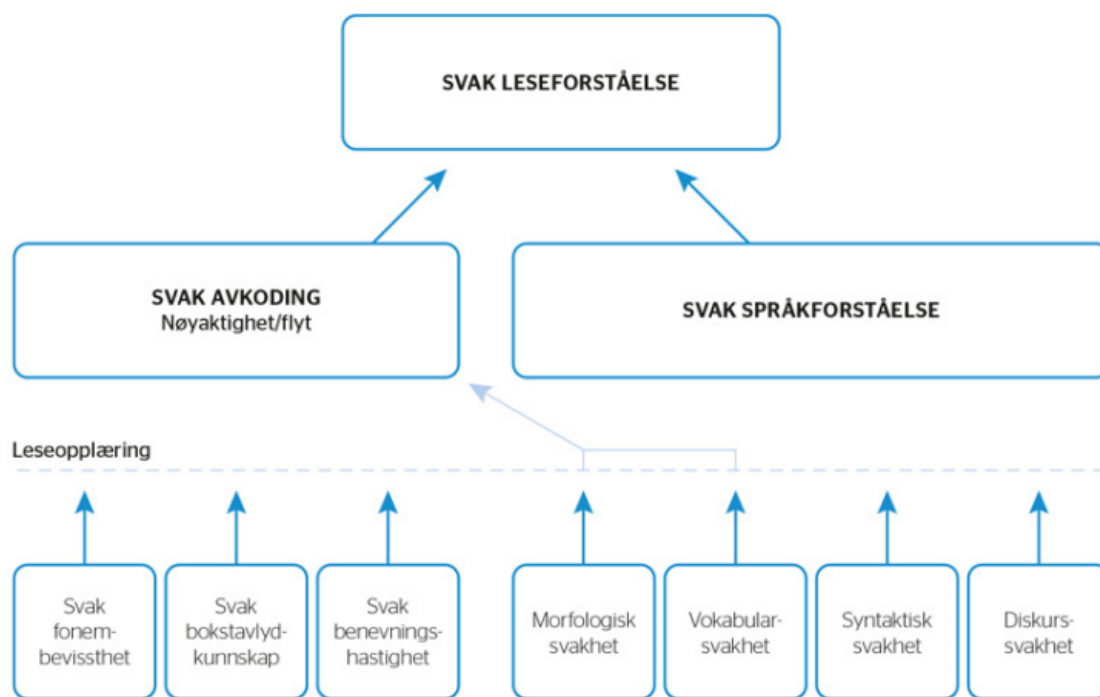 SVAK LESEFORSTÅELSE
SVAK AVKODING
Nøyaktighet/flyt
SVAK SPRÅKFORSTÅELSE
Leseopplæring
Svak
fonem-
bevissthet
Svak
bokstavlyd-
kunnskap
Svak
benevnings-
hastighet
Morfologisk
svakhet
Vokabular-
svakhet
Syntaktisk
svakhet
Diskurs-
svakhet